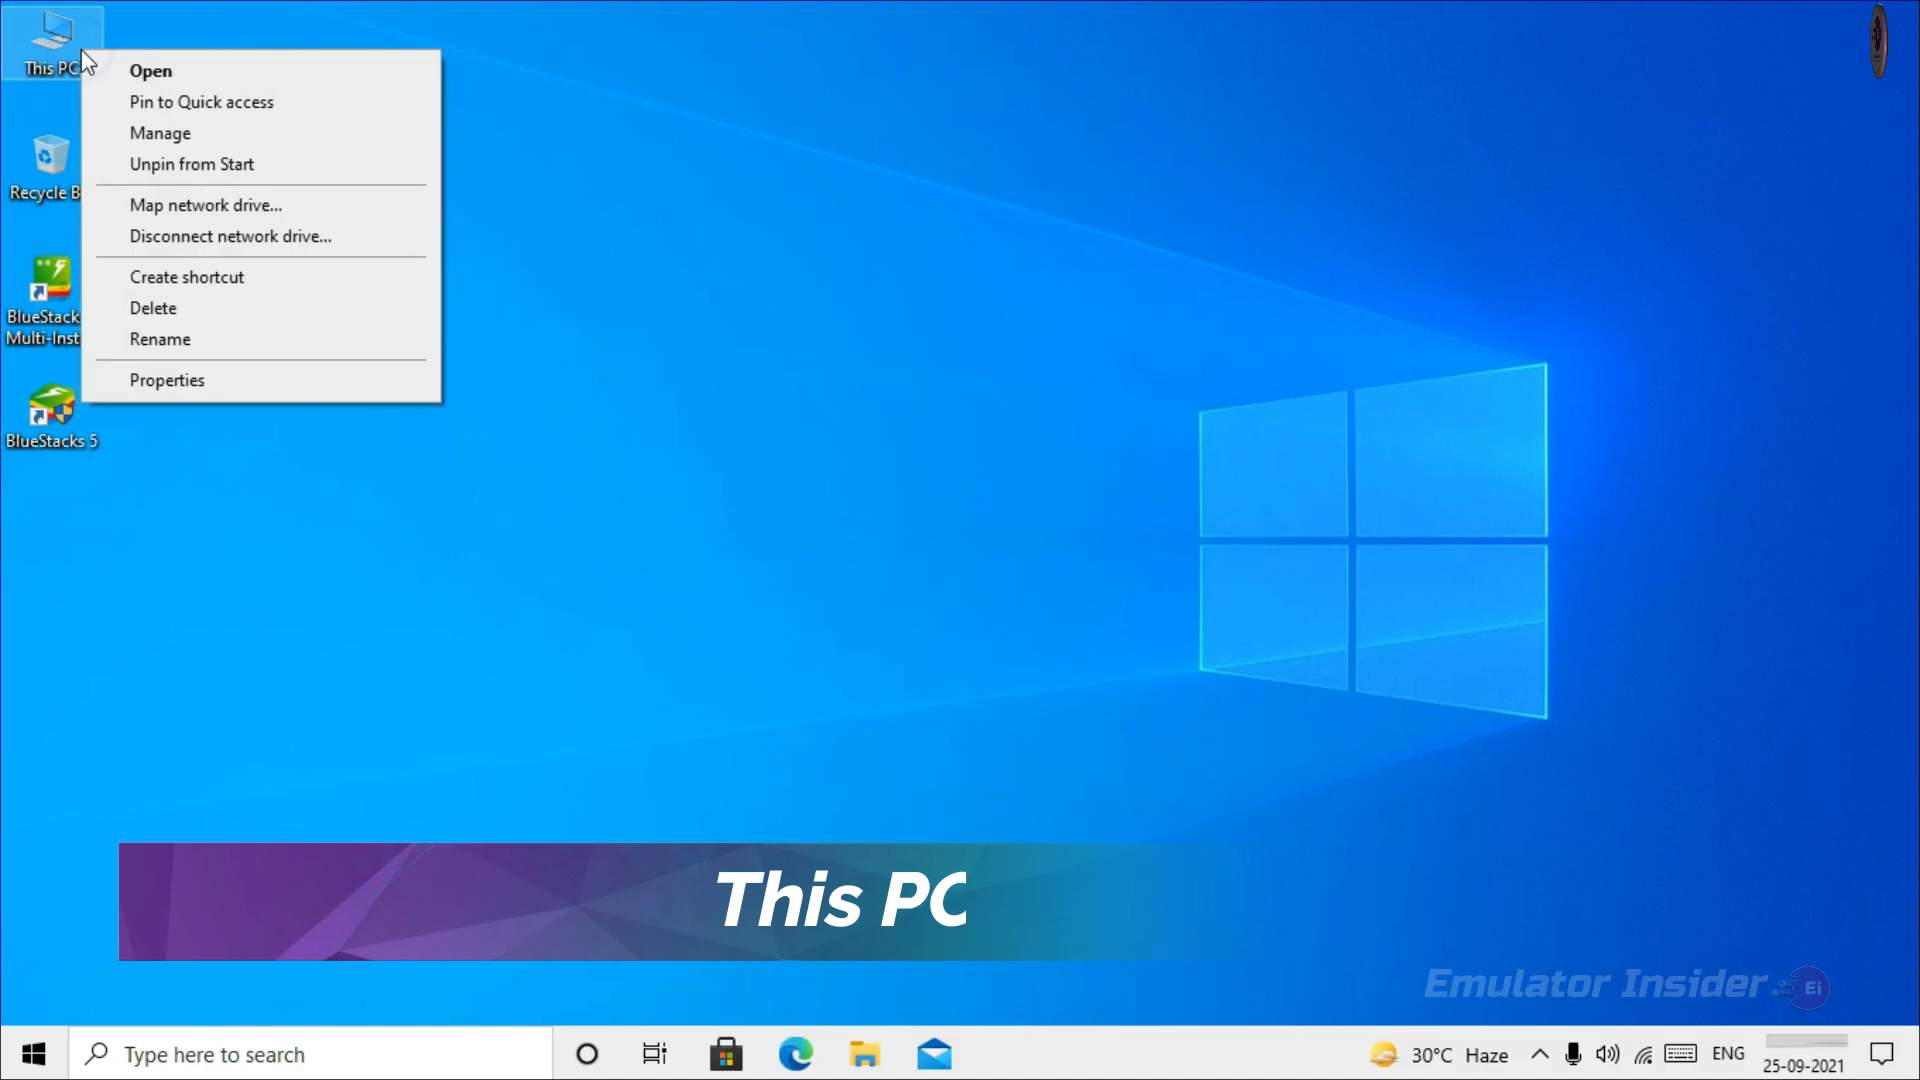 This PC
Open
Pin to Quick access
Manage
Unpin from Start
Map network drive...
Disconnect network drive...
Create shortcut
Delete
Rename
Properties
Recycle B
BlueStack
Multi-Inst
BlueStacks 5
This PC
Emulator Insider
Ei
Type here to search
30°C Haze
ENG
25-09-2021